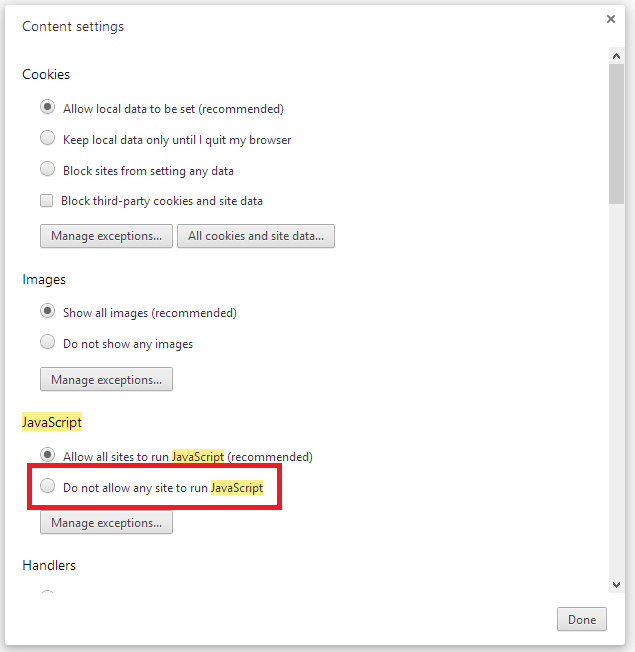 Content settings
Cookies
Allow local data to be set (recommended)
Keep local data only until I quit my browser
Block sites from setting any data
Block third-party cookies and site data
Manage exceptions... All cookies and site data...
Images
Show all images (recommended)
Do not show any images
Manage exceptions...
JavaScript
Allow all sites to run JavaScript (recommended)
Do not allow any site to run JavaScript
Manage exceptions...
Handlers
Done